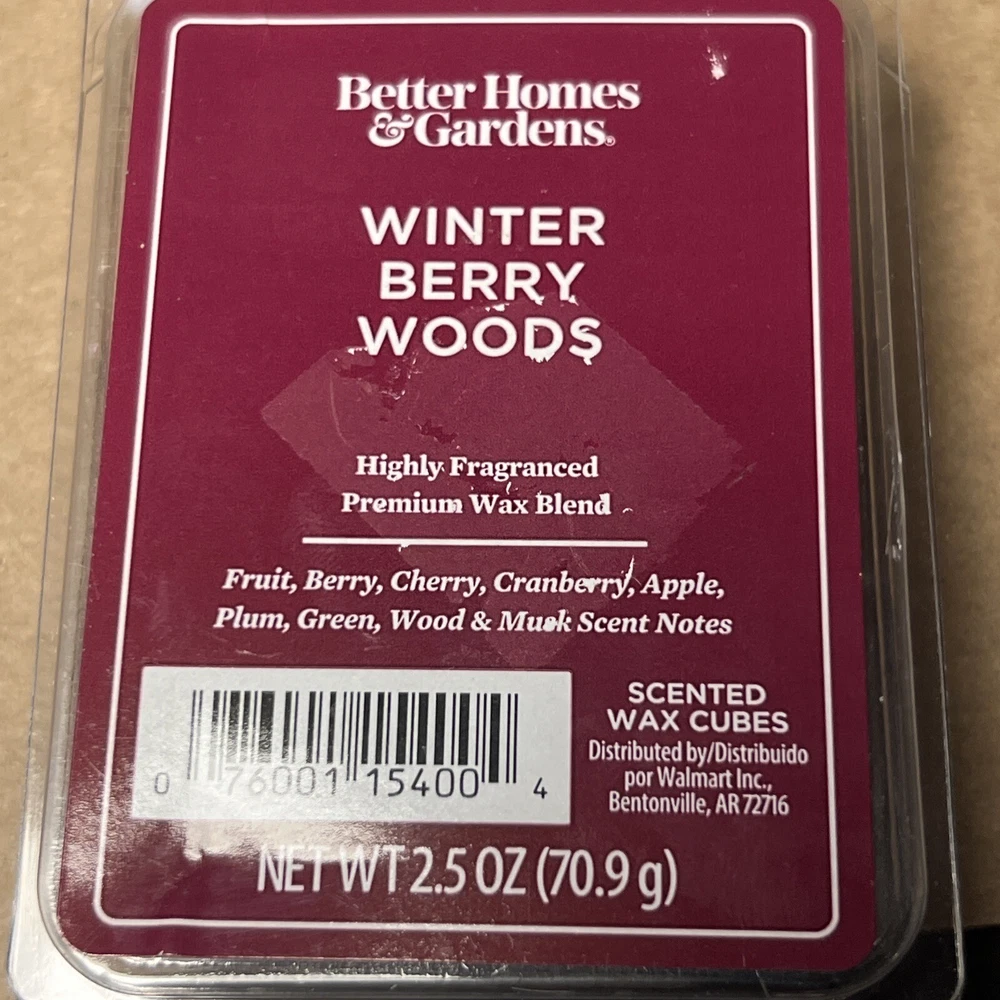 Better Homes
& Gardens®
WINTER
BERRY
WOODS
Highly Fragranced
Premium Wax Blend
Fruit, Berry, Cherry, Cranberry, Apple,
Plum, Green, Wood & Musk Scent Notes
0 76001 15400 4
SCENTED
WAX CUBES
Distributed by/Distribuido
por Walmart Inc.,
Bentonville, AR 72716
NET WT 2.5 OZ (70.9 g)